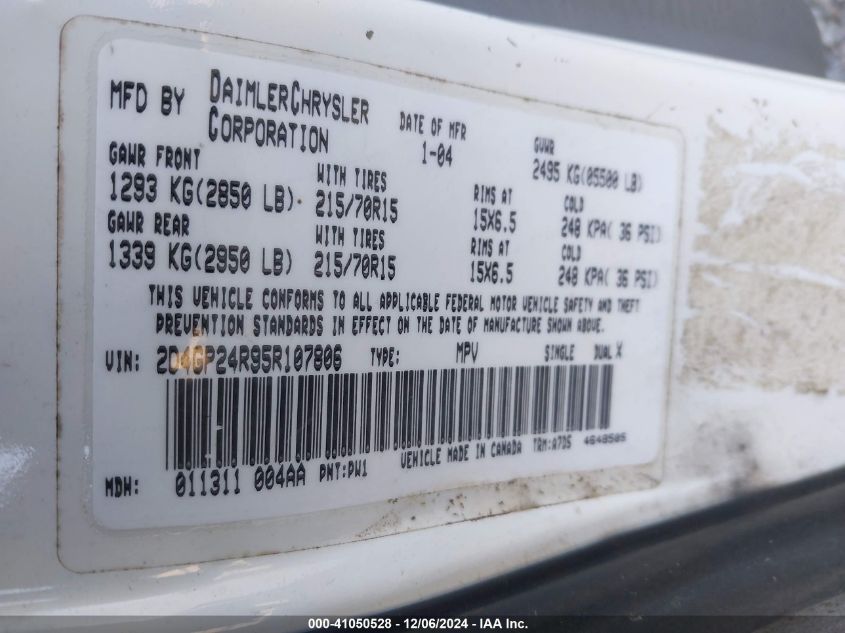 MFD BY DAIMLERCHRYSLER CORPORATION DATE OF MFR 1-04 GVWR 2495 KG(05500 LB)
GAWR FRONT WITH TIRES RIMS AT COLD
1293 KG(2850 LB) 215/70R15 15X6.5 248 KPA( 36 PSI)
GAWR REAR WITH TIRES RIMS AT COLD
1339 KG(2950 LB) 215/70R15 15X6.5 248 KPA( 36 PSI)
THIS VEHICLE CONFORMS TO ALL APPLICABLE FEDERAL MOTOR VEHICLE SAFETY AND THEFT
PREVENTION STANDARDS IN EFFECT ON THE DATE OF MANUFACTURE SHOWN ABOVE.
VIN: 2D4GP24R95R107806 TYPE: MPV SINGLE DUAL X
VEHICLE MADE IN CANADA TRM:A7D5 4648505
MDH: 011311 004AA PNT:PW1
000-41050528 - 12/06/2024 - IAA Inc.